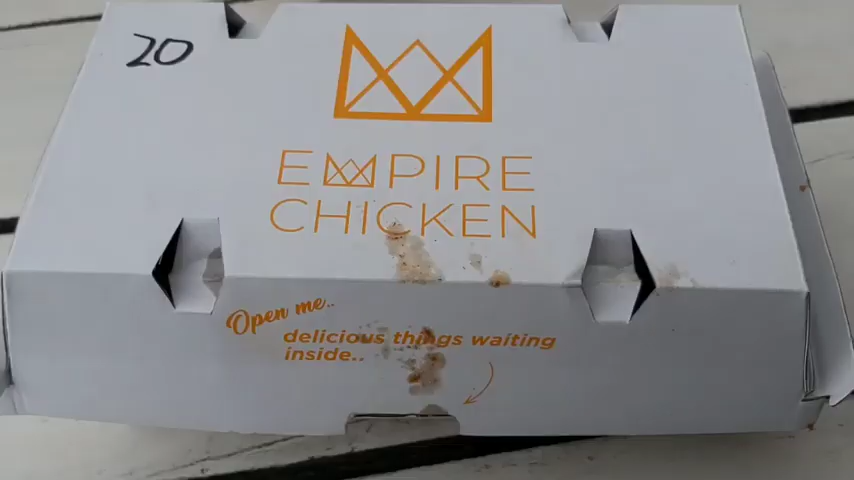 20
EMPIRE
CHICKEN
Open me..
delicious things waiting
inside..